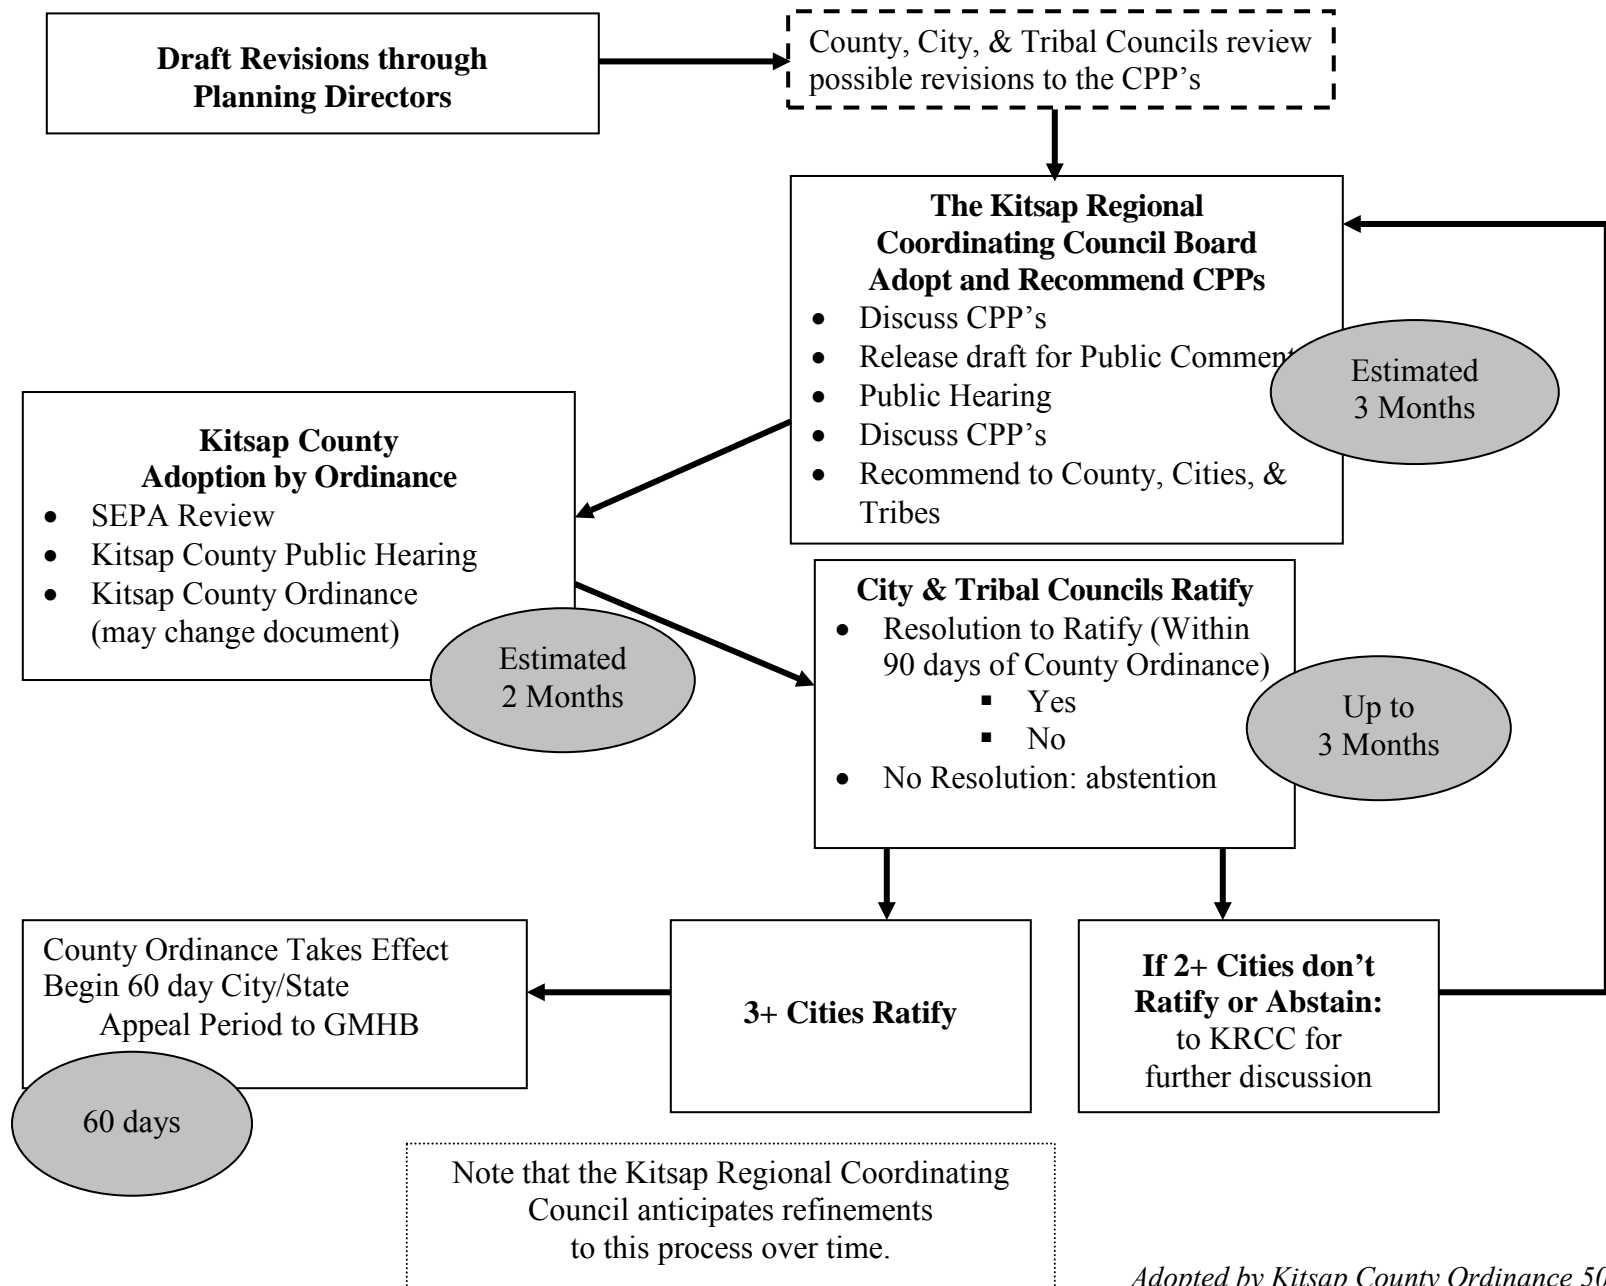 Draft Revisions through
Planning Directors
County, City, & Tribal Councils review
possible revisions to the CPP’s
The Kitsap Regional
Coordinating Council Board
Adopt and Recommend CPPs
• Discuss CPP’s
• Release draft for Public Comment
• Public Hearing
• Discuss CPP’s
• Recommend to County, Cities, &
Tribes
Estimated
3 Months
Kitsap County
Adoption by Ordinance
• SEPA Review
• Kitsap County Public Hearing
• Kitsap County Ordinance
(may change document)
Estimated
2 Months
City & Tribal Councils Ratify
• Resolution to Ratify (Within
90 days of County Ordinance)
▪ Yes
▪ No
• No Resolution: abstention
Up to
3 Months
County Ordinance Takes Effect
Begin 60 day City/State
Appeal Period to GMHB
60 days
3+ Cities Ratify
If 2+ Cities don’t
Ratify or Abstain:
to KRCC for
further discussion
Note that the Kitsap Regional Coordinating
Council anticipates refinements
to this process over time.
Adopted by Kitsap County Ordinance 50